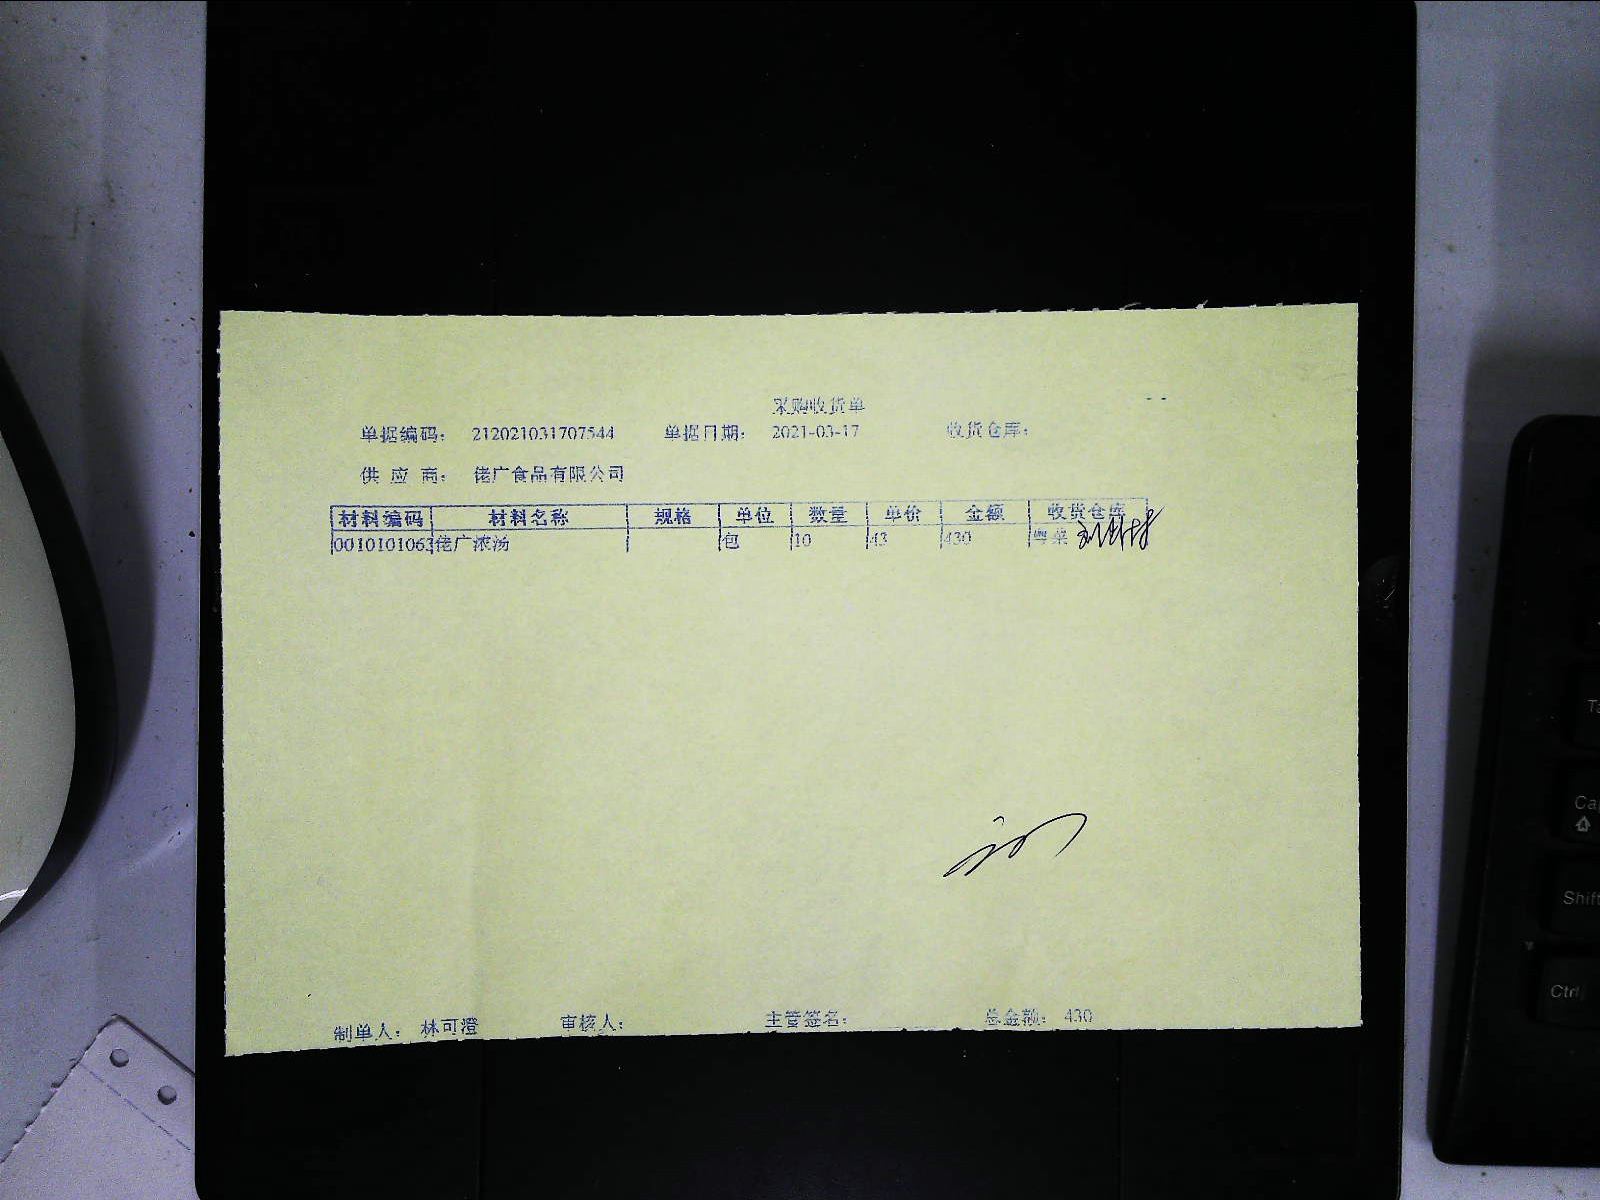 采购收货单
单据编码: 212021031707544 单据日期: 2021-03-17 收货仓库:
供 应 商: 佬广食品有限公司
材料编码 材料名称 规格 单位 数量 单价 金额 收货仓库
0010101063 佬广浓汤 包 10 43 430 粤菜
制单人: 林可澄 审核人: 主管签名: 总金额: 430
Shift
Ctrl